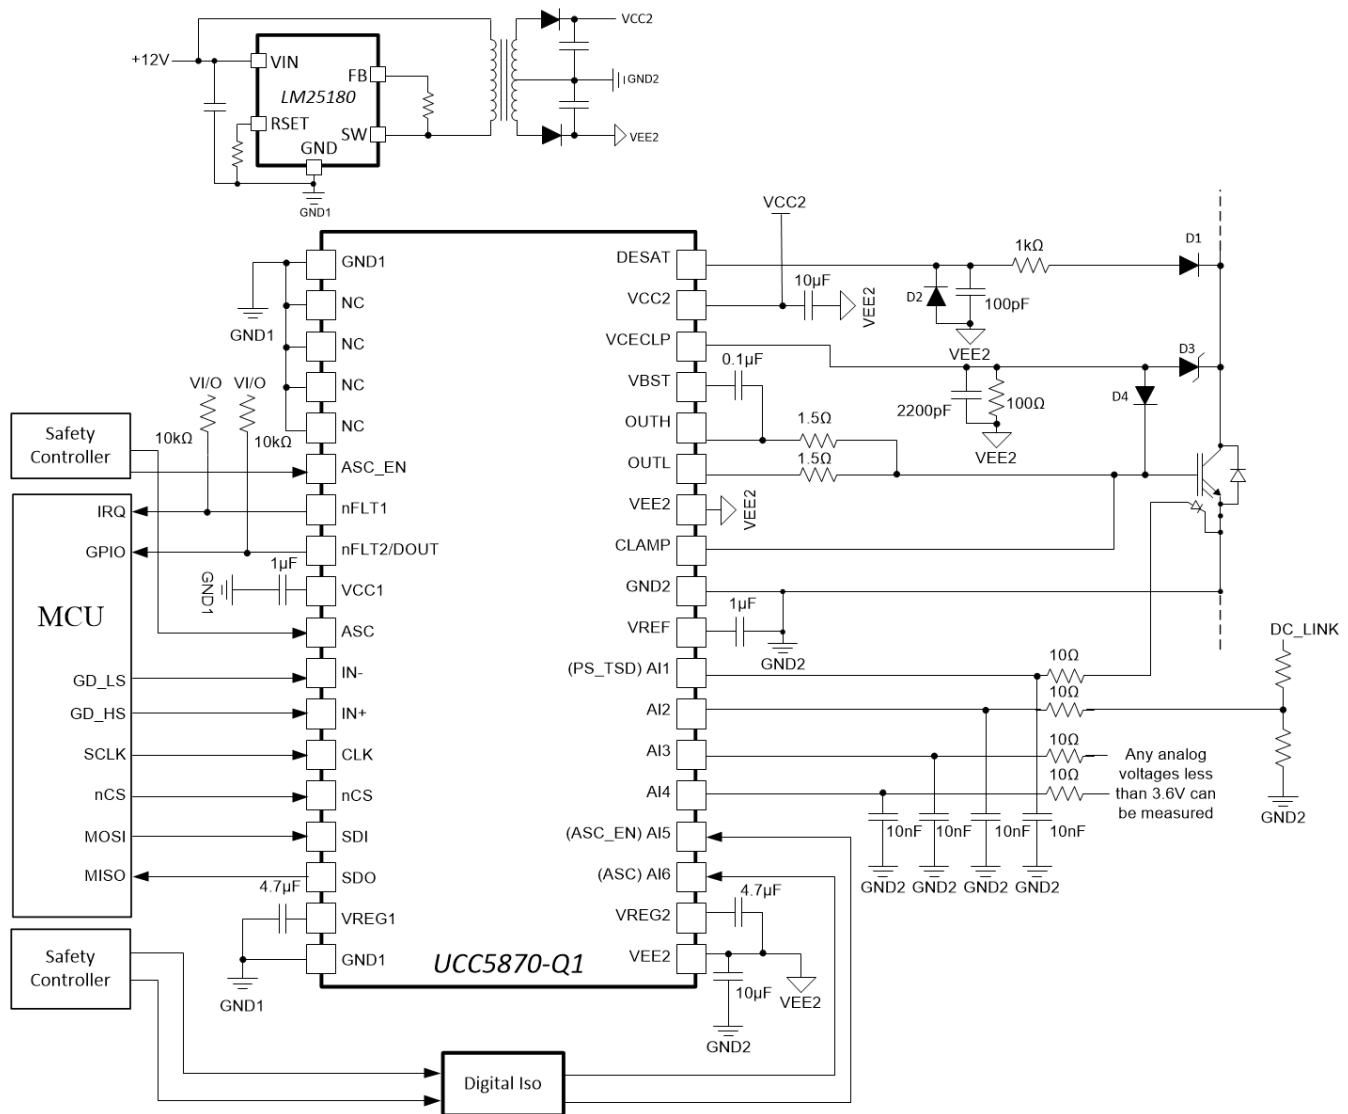 VCC2
+12V
VIN
FB
GND2
LM25180
RSET
SW
VEE2
GND
GND1
VCC2
DESAT
1kΩ
D1
GND1
VCC2
10µF
VEE2
D2
100pF
NC
GND1
VEE2
NC
VCECLP
0.1µF
D3
VI/O
VI/O
NC
VBST
D4
2200pF
100Ω
NC
OUTH
1.5Ω
Safety
Controller
10kΩ
10kΩ
VEE2
ASC_EN
OUTL
1.5Ω
IRQ
nFLT1
VEE2
VEE2
GPIO
nFLT2/DOUT
CLAMP
1µF
GND1
VCC1
GND2
MCU
ASC
VREF
1µF
GND2
DC_LINK
GD_LS
IN-
(PS_TSD) AI1
10Ω
GD_HS
IN+
AI2
10Ω
SCLK
CLK
AI3
10Ω
Any analog
voltages less
than 3.6V can
be measured
nCS
nCS
AI4
10Ω
GND2
MOSI
SDI
(ASC_EN) AI5
10nF
10nF
10nF
10nF
MISO
SDO
(ASC) AI6
GND2
GND2
GND2
GND2
4.7µF
VREG1
VREG2
4.7µF
Safety
Controller
GND1
GND1
UCC5870-Q1
VEE2
10µF
VEE2
GND2
Digital Iso